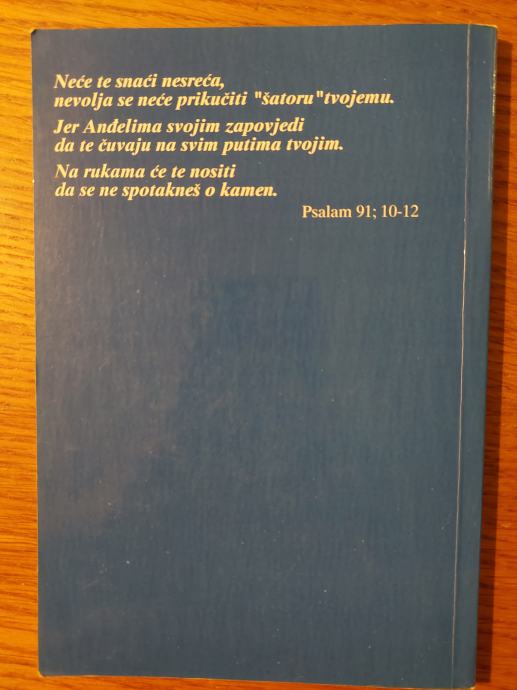 Neće te snaći nesreća,
nevolja se neće prikučiti "šatoru"tvojemu.
Jer Anđelima svojim zapovjedi
da te čuvaju na svim putima tvojim.
Na rukama će te nositi
da se ne spotakneš o kamen.
Psalam 91; 10-12